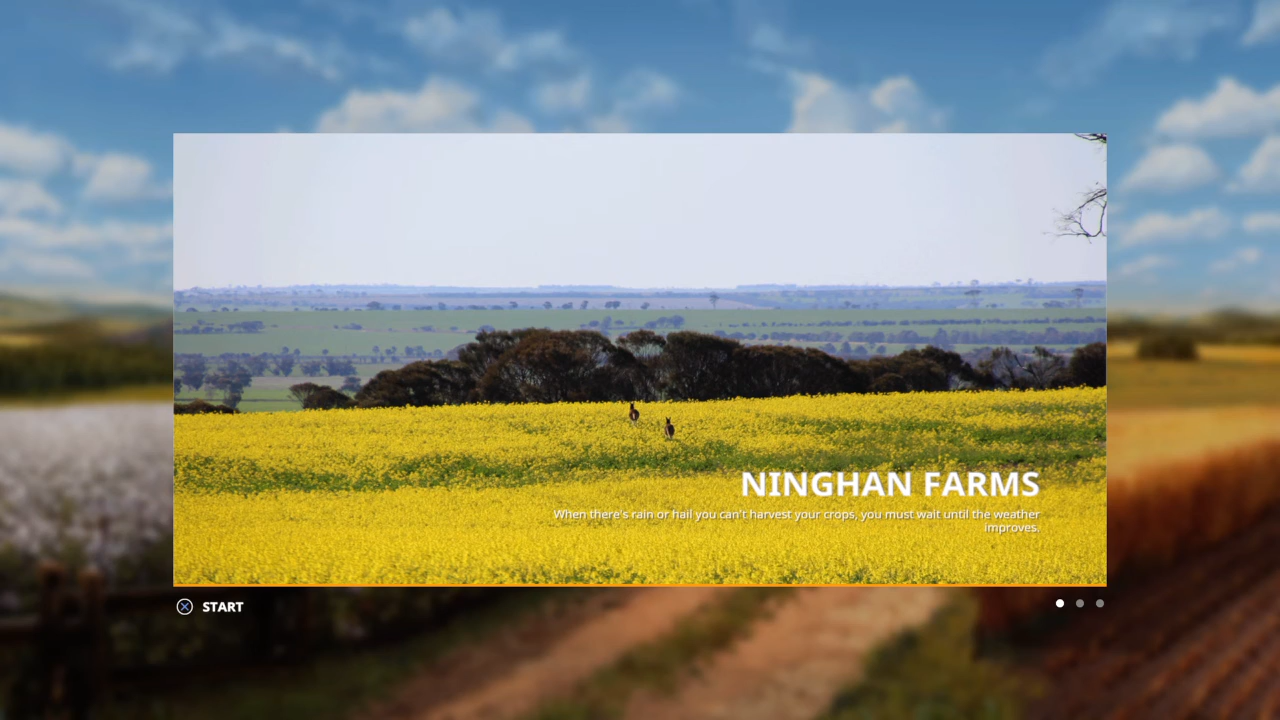 NINGHAN FARMS
When there's rain or hail you can't harvest your crops, you must wait until the weather
improves.
START